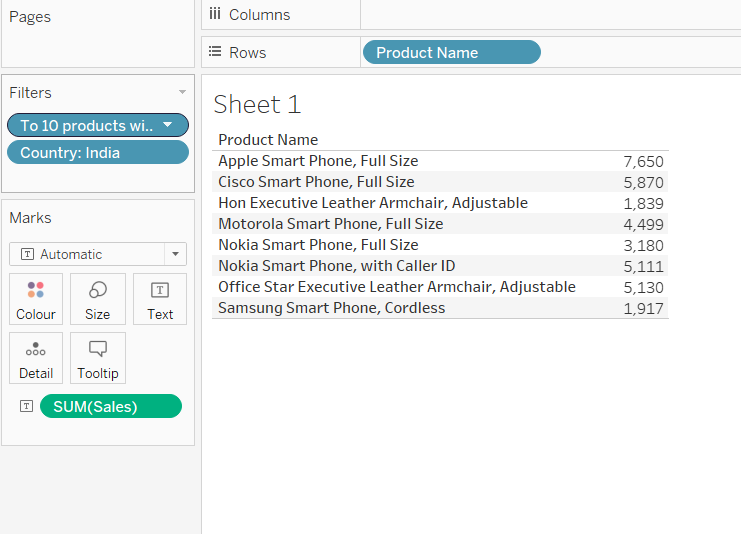 Pages
Columns
Rows
Product Name
Filters
To 10 products wi..
Country: India
Marks
T Automatic
Colour
Size
T
Text
Detail
Tooltip
T SUM(Sales)
Sheet 1
Product Name
Apple Smart Phone, Full Size 7,650
Cisco Smart Phone, Full Size 5,870
Hon Executive Leather Armchair, Adjustable 1,839
Motorola Smart Phone, Full Size 4,499
Nokia Smart Phone, Full Size 3,180
Nokia Smart Phone, with Caller ID 5,111
Office Star Executive Leather Armchair, Adjustable 5,130
Samsung Smart Phone, Cordless 1,917